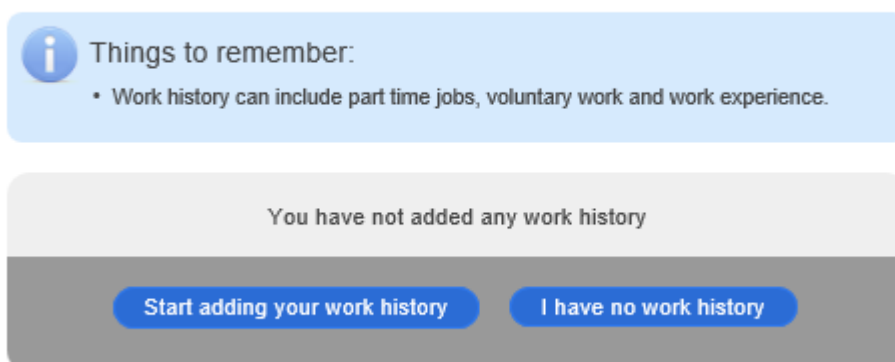 Things to remember:
• Work history can include part time jobs, voluntary work and work experience.
You have not added any work history
Start adding your work history
I have no work history